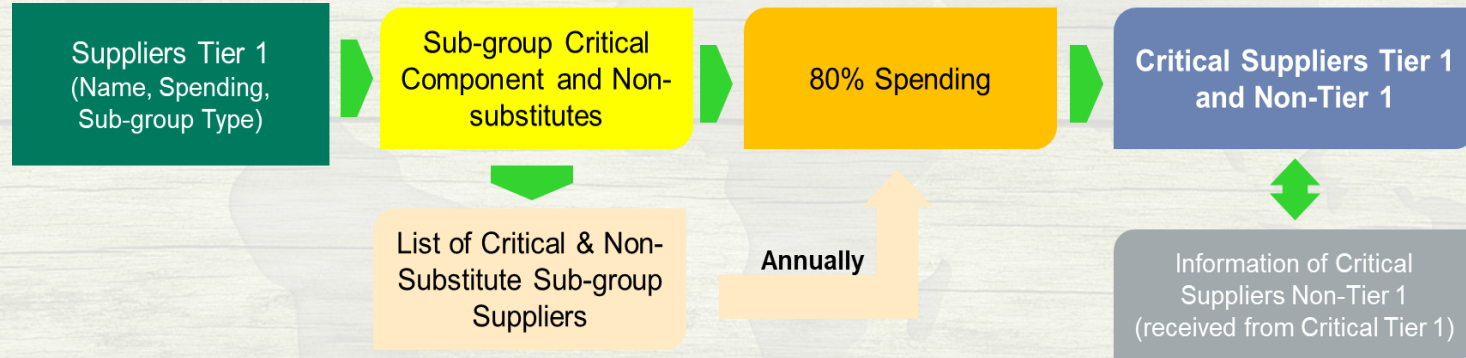 Suppliers Tier 1
(Name, Spending,
Sub-group Type)
Sub-group Critical
Component and Non-
substitutes
80% Spending
Critical Suppliers Tier 1
and Non-Tier 1
List of Critical & Non-
Substitute Sub-group
Suppliers
Annually
Information of Critical
Suppliers Non-Tier 1
(received from Critical Tier 1)